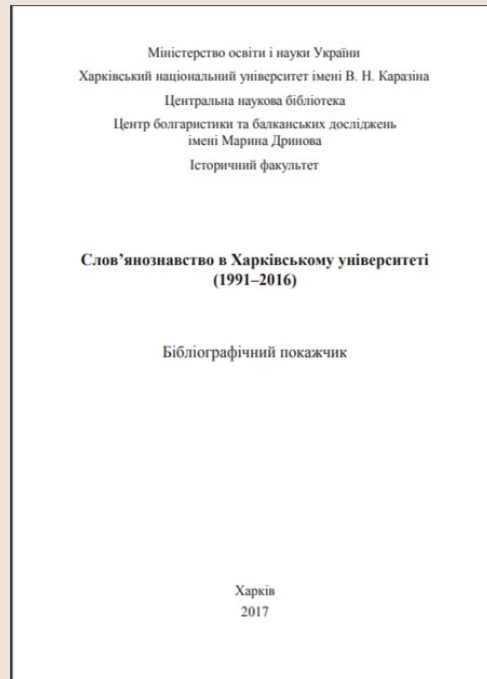 Міністерство освіти і науки України
Харківський національний університет імені В. Н. Каразіна
Центральна наукова бібліотека
Центр болгаристики та балканських досліджень
імені Марина Дринова
Історичний факультет
Слов’янознавство в Харківському університеті
(1991–2016)
Бібліографічний покажчик
Харків
2017